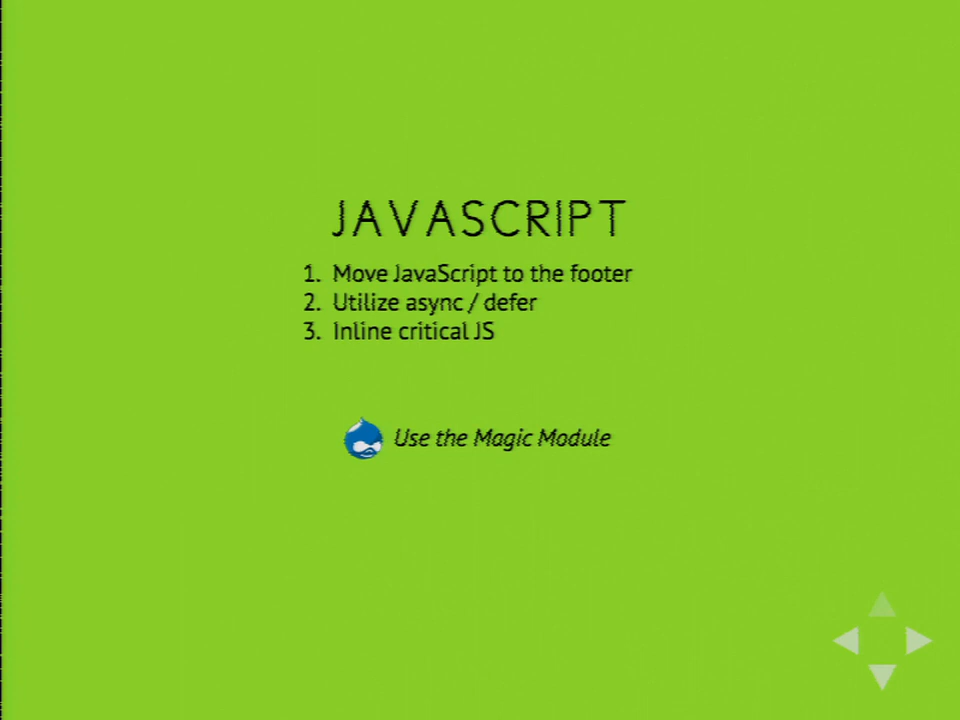 JAVASCRIPT
1. Move JavaScript to the footer
2. Utilize async / defer
3. Inline critical JS
Use the Magic Module